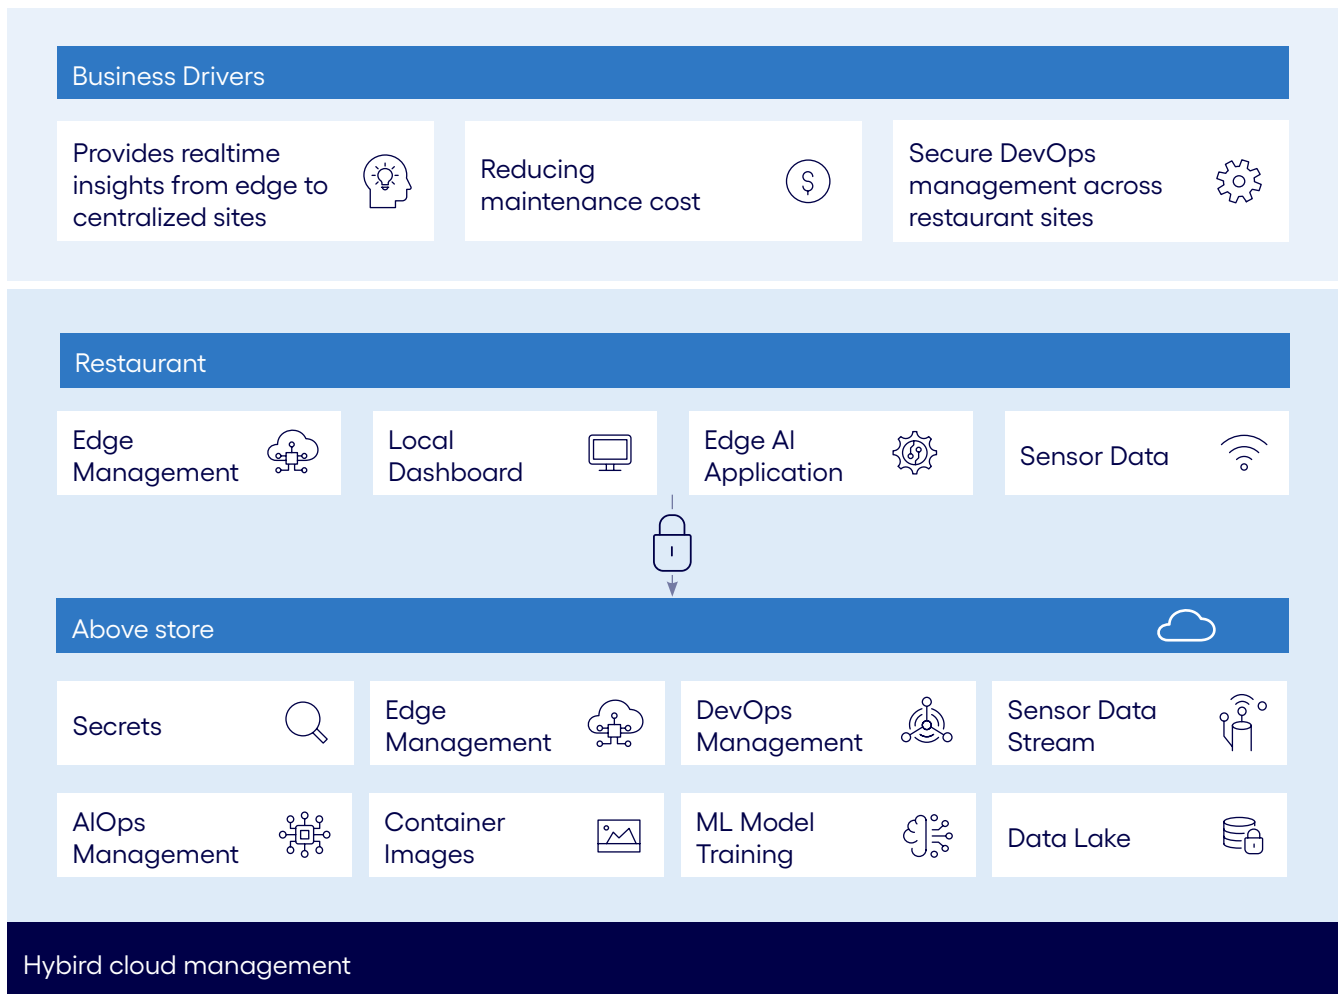 Business Drivers
Provides realtime
insights from edge to
centralized sites
Reducing
maintenance cost
Secure DevOps
management across
restaurant sites
Restaurant
Edge
Management
Local
Dashboard
Edge AI
Application
Sensor Data
Above store
Secrets
Edge
Management
DevOps
Management
Sensor Data
Stream
AIOps
Management
Container
Images
ML Model
Training
Data Lake
Hybird cloud management